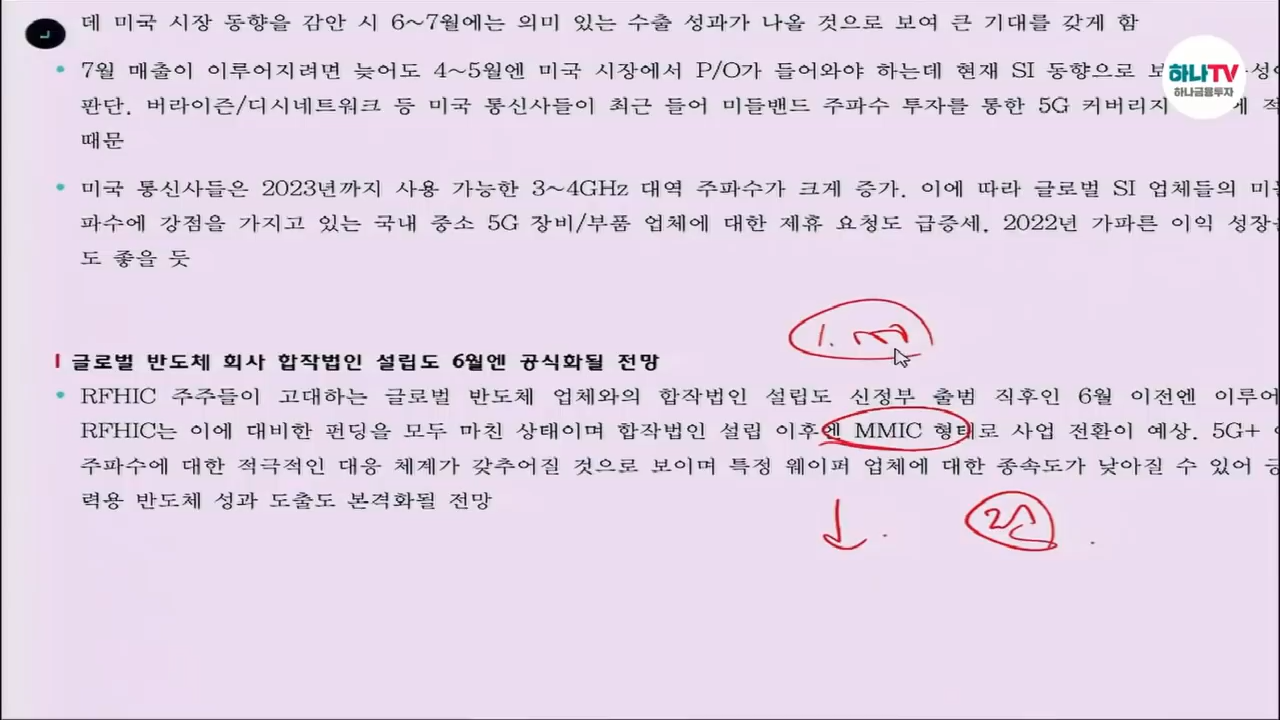 데 미국 시장 동향을 감안 시 6~7월에는 의미 있는 수출 성과가 나올 것으로 보여 큰 기대를 갖게 함
• 7월 매출이 이루어지려면 늦어도 4~5월엔 미국 시장에서 P/O가 들어와야 하는데 현재 SI 동향으로
하나TV
하나금융투자
판단. 버라이즌/디시네트워크 등 미국 통신사들이 최근 들어 미들밴드 주파수 투자를 통한 5G 커버리지
때문
• 미국 통신사들은 2023년까지 사용 가능한 3~4GHz 대역 주파수가 크게 증가. 이에 따라 글로벌 SI 업체들의
파수에 강점을 가지고 있는 국내 중소 5G 장비/부품 업체에 대한 제휴 요청도 급증세. 2022년 가파른 이익
도 좋을 듯
글로벌 반도체 회사 합작법인 설립도 6월엔 공식화될 전망
• RFHIC 주주들이 고대하는 글로벌 반도체 업체와의 합작법인 설립도 신정부 출범 직후인 6월 이전엔
RFHIC는 이에 대비한 펀딩을 모두 마친 상태이며 합작법인 설립 이후엔 MMIC 형태로 사업 전환이 예상. 5G+
주파수에 대한 적극적인 대응 체계가 갖추어질 것으로 보이며 특정 웨이퍼 업체에 대한 종속도가 낮아질 수 있어
력용 반도체 성과 도출도 본격화될 전망